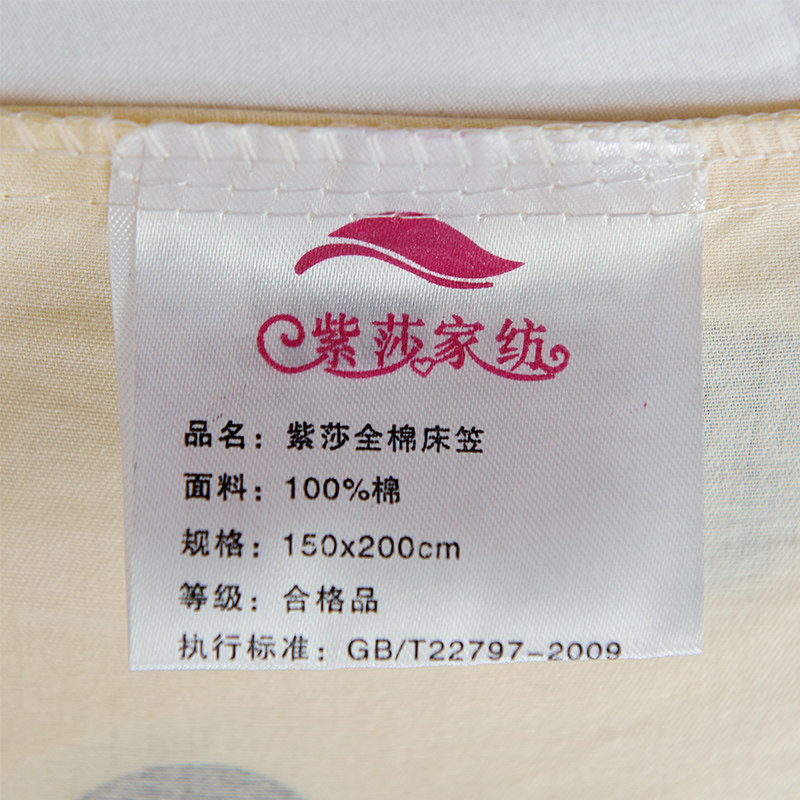 紫莎家纺
品名：紫莎全棉床笠
面料：100%棉
规格：150x200cm
等级：合格品
执行标准：GB/T22797-2009